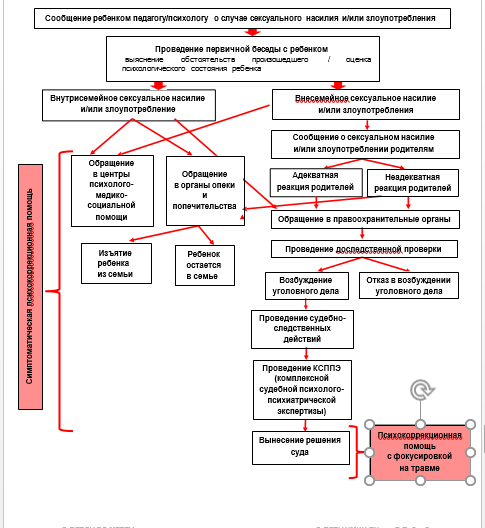 Сообщение ребенком педагогу/психологу о случае сексуального насилия и/или злоупотребления
Проведение первичной беседы с ребенком
выяснение обстоятельств произошедшего / оценка
психологического состояния ребенка
Внутрисемейное сексуальное насилие
и/или злоупотребление
Внесемейное сексуальное насилие
и/или злоупотребления
Сообщение о сексуальном насилии
и/или злоупотреблении родителям
Адекватная
реакция родителей
Неадекватная
реакция родителей
Обращение
в центры
психолого-
медико-
социальной
помощи
Обращение
в органы опеки
и
попечительства
Обращение в правоохранительные органы
Проведение доследственной проверки
Изъятие
ребенка
из семьи
Ребенок
остается
в семье
Возбуждение
уголовного дела
Отказ в возбуждении
уголовного дела
Проведение судебно-
следственных
действий
Проведение КСППЭ
(комплексной
судебной психолого-
психиатрической
экспертизы)
Вынесение решения
суда
Симптоматическая психокоррекционная помощь
Психокоррекционная
помощь
с фокусировкой
на травме